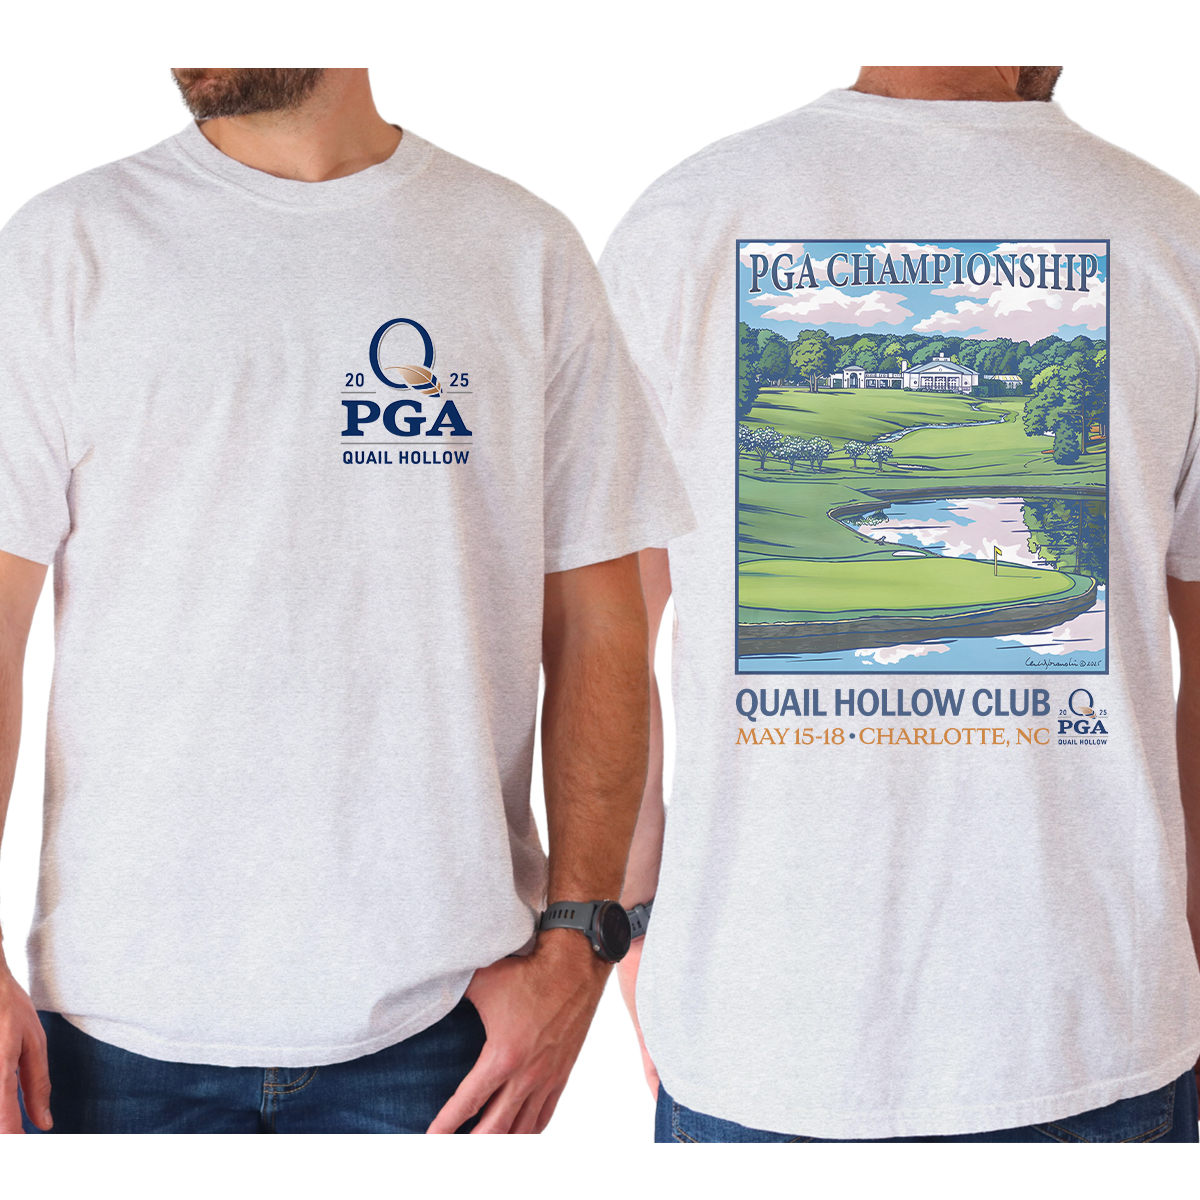 20 25
PGA
QUAIL HOLLOW
PGA CHAMPIONSHIP
©2025
QUAIL HOLLOW CLUB
MAY 15-18 • CHARLOTTE, NC
20 25
PGA
QUAIL HOLLOW